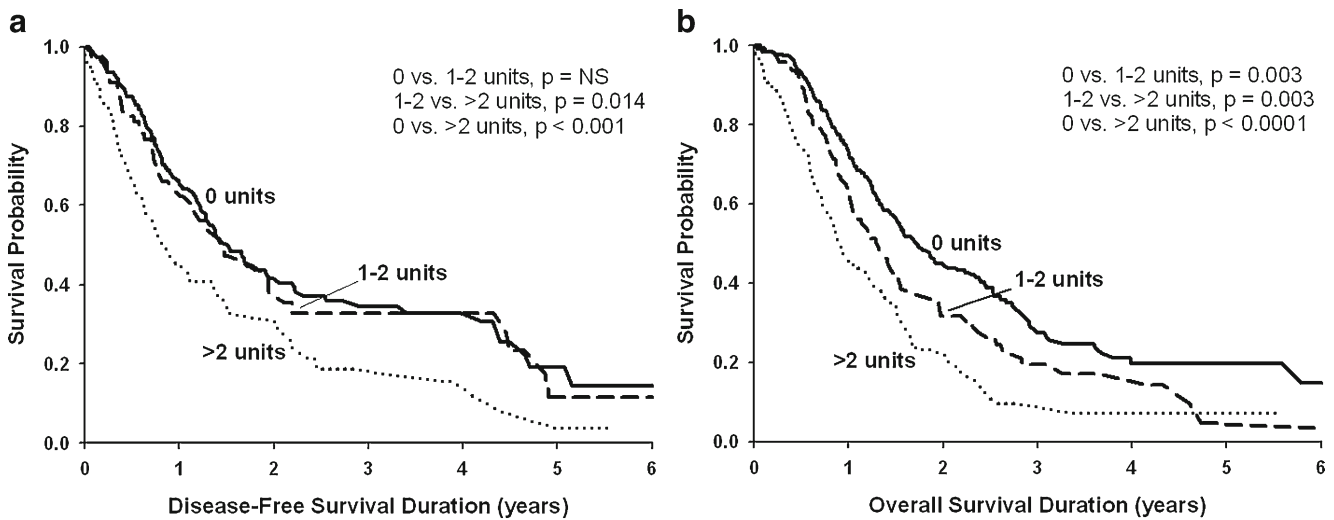 a
1.0
0.8
0.6
0.4
0.2
0.0
Survival Probability
0 vs. 1-2 units, p = NS
1-2 vs. >2 units, p = 0.014
0 vs. >2 units, p < 0.001
0 units
1-2 units
>2 units
0 1 2 3 4 5 6
Disease-Free Survival Duration (years)
b
1.0
0.8
0.6
0.4
0.2
0.0
Survival Probability
0 vs. 1-2 units, p = 0.003
1-2 vs. >2 units, p = 0.003
0 vs. >2 units, p < 0.0001
0 units
1-2 units
>2 units
0 1 2 3 4 5 6
Overall Survival Duration (years)